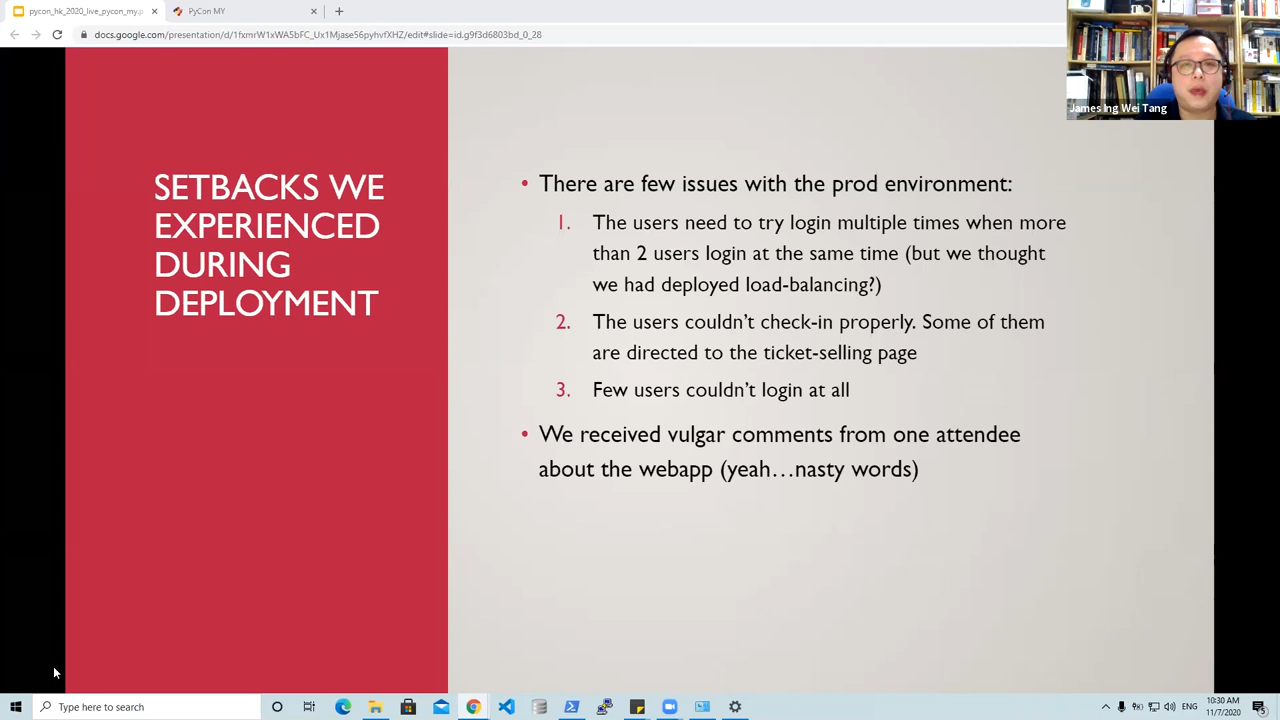 pycon_hk_2020_live_pycon_my.p
PyCon MY
docs.google.com/presentation/d/1fxmrW1xWA5bFC_Ux1Mjase56pyhvfXHZ/edit#slide=id.g9f3d6803bd_0_28
James Ing Wei Tang
SETBACKS WE
EXPERIENCED
DURING
DEPLOYMENT
• There are few issues with the prod environment:
1. The users need to try login multiple times when more
than 2 users login at the same time (but we thought
we had deployed load-balancing?)
2. The users couldn’t check-in properly. Some of them
are directed to the ticket-selling page
3. Few users couldn’t login at all
• We received vulgar comments from one attendee
about the webapp (yeah…nasty words)
Type here to search
ENG
10:30 AM
11/7/2020